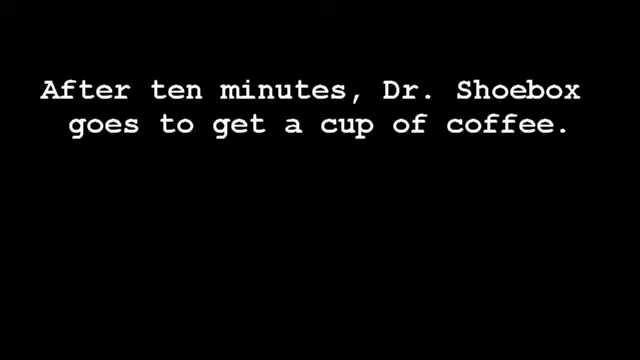 After ten minutes, Dr. Shoebox
goes to get a cup of coffee.